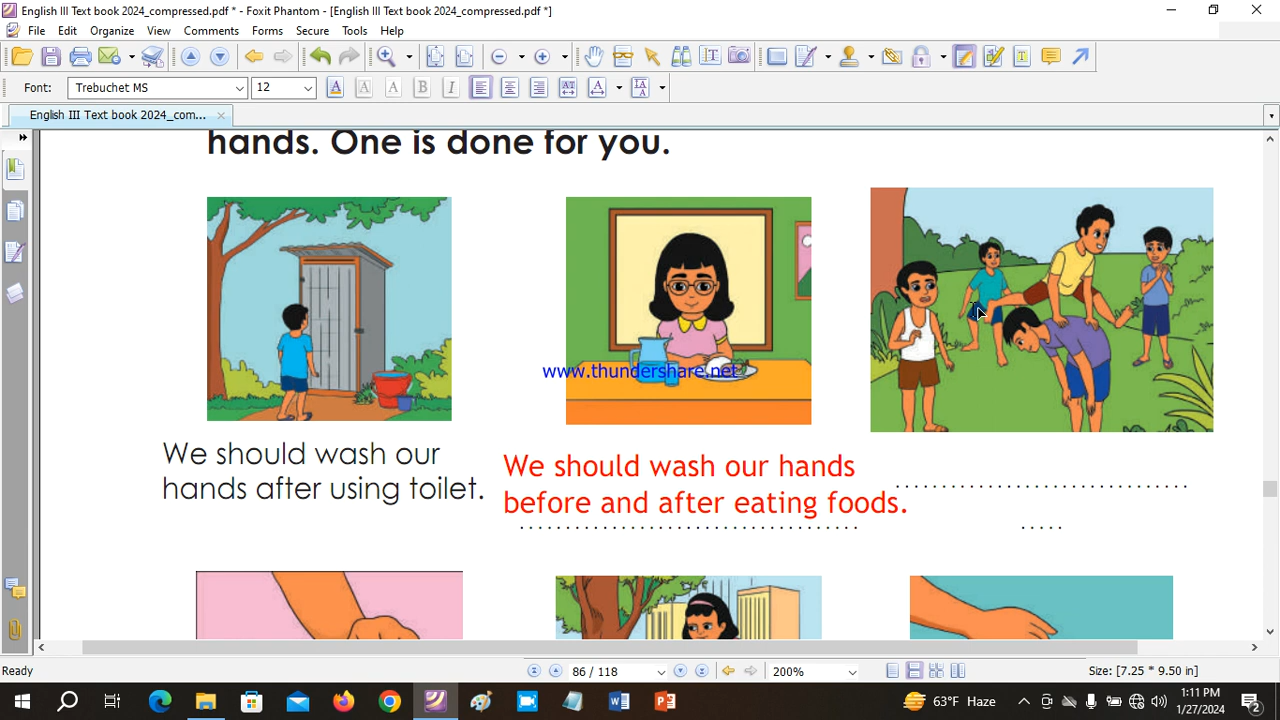 English III Text book 2024_compressed.pdf * - Foxit Phantom - [English III Text book 2024_compressed.pdf *]
File Edit Organize View Comments Forms Secure Tools Help
Font: Trebuchet MS 12
English III Text book 2024_com...
hands. One is done for you.
www.thundershare.net
We should wash our
hands after using toilet.
We should wash our hands
before and after eating foods.
Ready 86 / 118 200% Size: [7.25 * 9.50 in]
63°F Haze 1:11 PM
1/27/2024